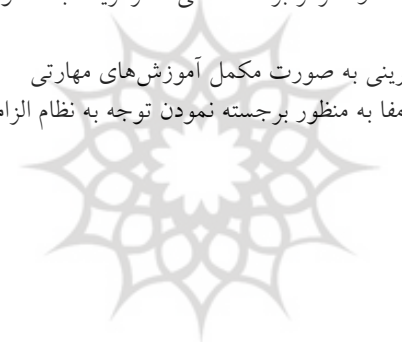 رینی به صورت مکمل آموزش‌های مهارتی
مفا به منظور برجسته نمودن توجه به نظام الزام